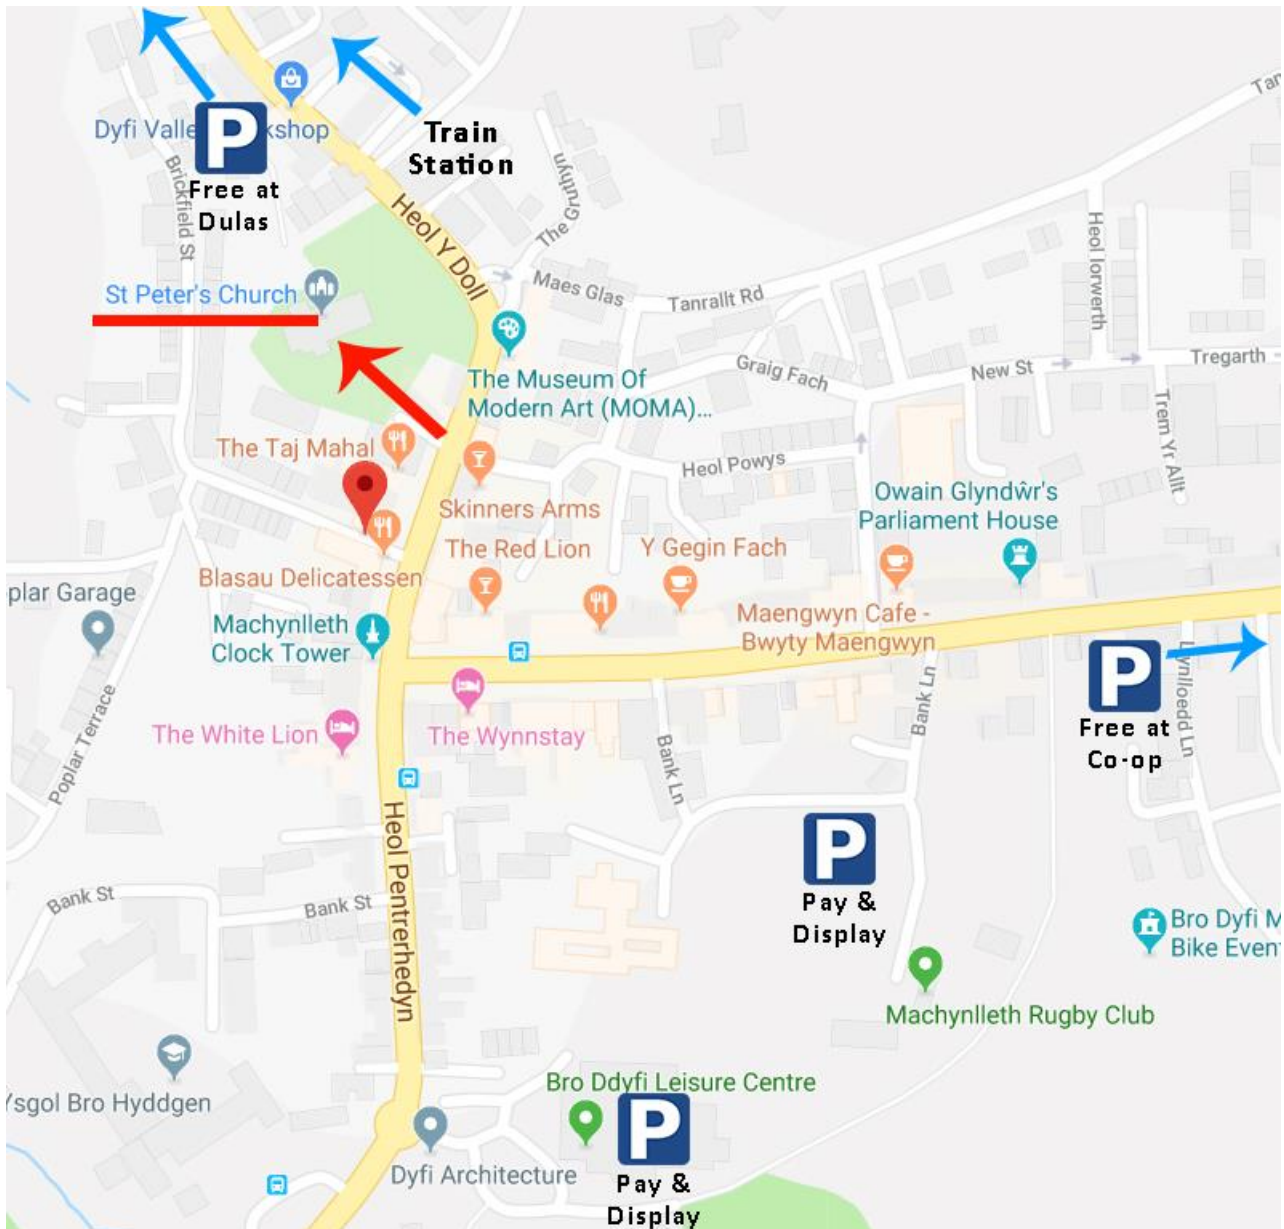 Dyfi Valle
kshop
P
Free at
Dulas
Train
Station
Brickfield St
Heol Y Doll
The Gruthyn
Tan
St Peter's Church
Maes Glas
Tanrallt Rd
Heol Iorwerth
The Museum Of
Modern Art (MOMA)...
Graig Fach
New St
Tregarth
Trem Yr Allt
The Taj Mahal
Heol Powys
Skinners Arms
Owain Glyndŵr's
Parliament House
The Red Lion
Y Gegin Fach
Blasau Delicatessen
plar Garage
Machynlleth
Clock Tower
Maengwyn Cafe -
Bwyty Maengwyn
P
Free at
Co-op
Llynlloedd Ln
The White Lion
The Wynnstay
Bank Ln
Bank Ln
Poplar Terrace
Heol Pentrerhedyn
P
Pay &
Display
Bank St
Bank St
Bro Dyfi M
Bike Even
Machynlleth Rugby Club
Ysgol Bro Hyddgen
Bro Ddyfi Leisure Centre
P
Pay &
Display
Dyfi Architecture